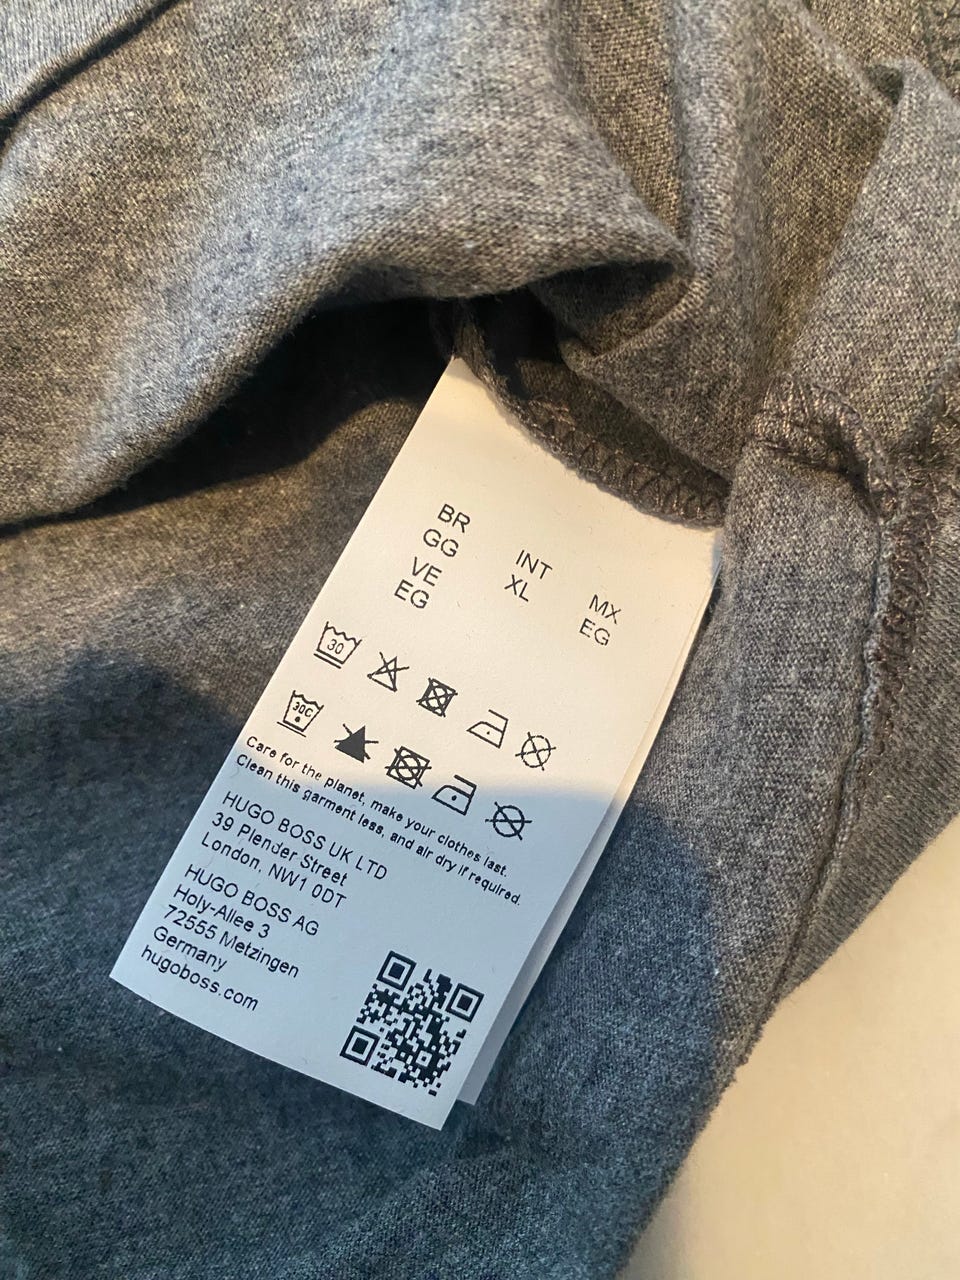 BR
GG
VE
EG
INT
XL
MX
EG
30
30C
Care for the planet, make your clothes last.
Clean this garment less, and air dry if required.
HUGO BOSS UK LTD
39 Plender Street
London, NW1 0DT
HUGO BOSS AG
Holy-Allee 3
72555 Metzingen
Germany
hugoboss.com